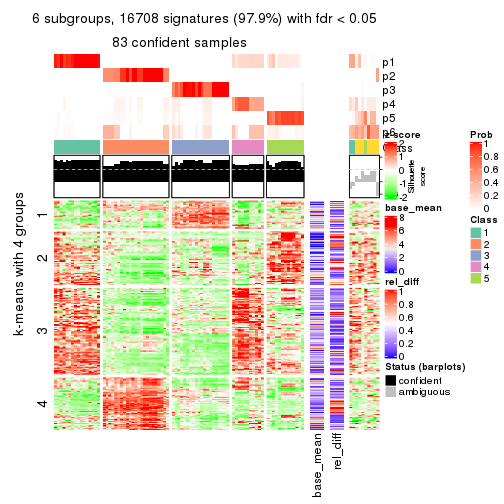 6 subgroups, 16708 signatures (97.9%) with fdr < 0.05
83 confident samples
p1
p2
p3
p4
p5
p6
z-score
2
1
0
-1
-2
Class
Silhouette
score
Prob
1
0.8
0.6
0.4
0.2
0
base_mean
8
6
4
2
0
Class
1
2
3
4
5
rel_diff
1
0.8
0.6
0.4
0.2
0
Status (barplots)
confident
ambiguous
k-means with 4 groups
1
2
3
4
base_mean
rel_diff